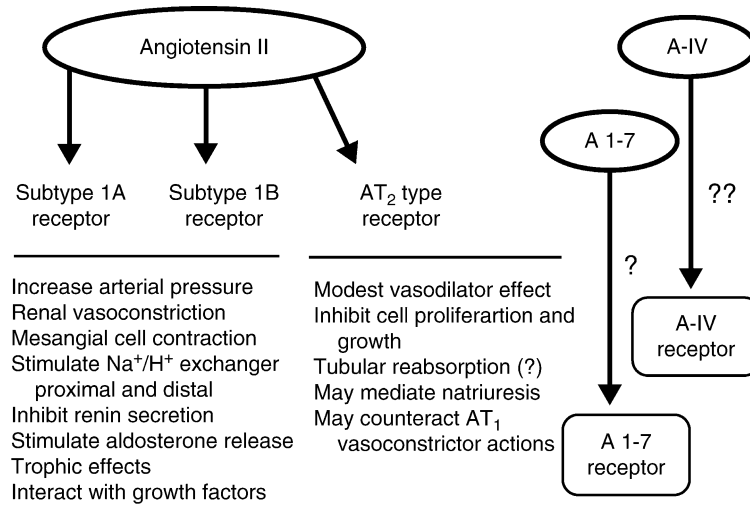 Angiotensin II
A-IV
A 1-7
Subtype 1A
receptor
Subtype 1B
receptor
AT₂ type
receptor
??
?
Increase arterial pressure
Renal vasoconstriction
Mesangial cell contraction
Stimulate Na⁺/H⁺ exchanger
proximal and distal
Inhibit renin secretion
Stimulate aldosterone release
Trophic effects
Interact with growth factors
Modest vasodilator effect
Inhibit cell prolifertartion and
growth
Tubular reabsorption (?)
May mediate natriuresis
May counteract AT₁
vasoconstrictor actions
A-IV
receptor
A 1-7
receptor